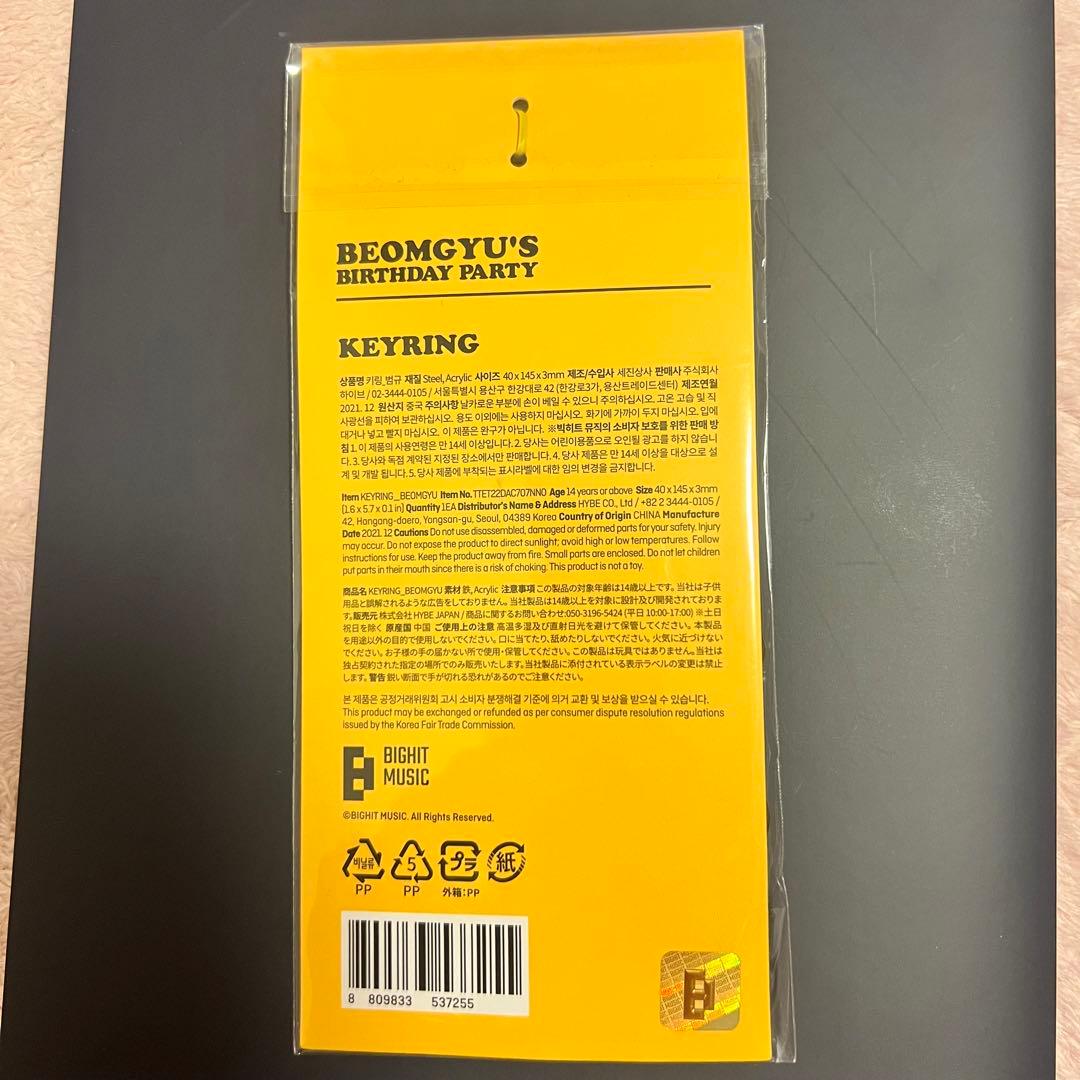 BEOMGYU'S
BIRTHDAY PARTY
KEYRING
상품명 키링_범규 재질 Steel, Acrylic 사이즈 40 x 145 x 3mm 제조/수입사 세진상사 판매사 주식회사
하이브 / 02-3444-0105 / 서울특별시 용산구 한강대로 42 (한강로3가, 용산트레이드센터) 제조연월
2021. 12 원산지 중국 주의사항 날카로운 부분에 손이 베일 수 있으니 주의하십시오. 고온 고습 및 직
사광선을 피하여 보관하십시오. 용도 이외에는 사용하지 마십시오. 화기에 가까이 두지 마십시오. 입에
대거나 넣고 빨지 마십시오. 이 제품은 완구가 아닙니다. ※빅히트 뮤직의 소비자 보호를 위한 판매 방
침 1. 이 제품의 사용연령은 만 14세 이상입니다. 2. 당사는 어린이용품으로 오인될 광고를 하지 않습니
다. 3. 당사와 독점 계약된 지정된 장소에서만 판매합니다. 4. 당사 제품은 만 14세 이상을 대상으로 설
계 및 개발 됩니다. 5. 당사 제품에 부착되는 표시라벨에 대한 임의 변경을 금지합니다.
Item KEYRING_BEOMGYU Item No. TTET22DAC707NN0 Age 14 years or above Size 40 x 145 x 3mm
(1.6 x 5.7 x 0.1 in) Quantity 1EA Distributor's Name & Address HYBE CO., Ltd / +82 2 3444-0105 /
42, Hangang-daero, Yongsan-gu, Seoul, 04389 Korea Country of Origin CHINA Manufacture
Date 2021. 12 Cautions Do not use disassembled, damaged or deformed parts for your safety. Injury
may occur. Do not expose the product to direct sunlight; avoid high or low temperatures. Follow
instructions for use. Keep the product away from fire. Small parts are enclosed. Do not let children
put parts in their mouth since there is a risk of choking. This product is not a toy.
商品名 KEYRING_BEOMGYU 素材 鉄, Acrylic 注意事項 この製品の対象年齢は14歳以上です。当社は子供
用品と誤解されるような広告をしておりません。当社製品は14歳以上を対象に設計及び開発されておりま
す。販売元 株式会社 HYBE JAPAN / 商品に関するお問い合わせ:050-3196-5424 (平日 10:00-17:00) ※土日
祝日を除く 原産国 中国 ご使用上の注意 高温多湿及び直射日光を避けて保管してください。本製品
を用途以外の目的で使用しないでください。口に当てたり、舐めたりしないでください。火気に近づけない
でください。お子様の手の届かない所で使用・保管してください。この製品は玩具ではありません。当社は
独占契約された指定の場所でのみ販売いたします。当社製品に添付されている表示ラベルの変更は禁止
します。警告 鋭い断面で手が切れる恐れがあるのでご注意ください。
본 제품은 공정거래위원회 고시 소비자 분쟁해결 기준에 의거 교환 및 보상을 받으실 수 있습니다.
This product may be exchanged or refunded as per consumer dispute resolution regulations
issued by the Korea Fair Trade Commission.
BIGHIT
MUSIC
©BIGHIT MUSIC. All Rights Reserved.
비닐류 5 プラ 紙
PP PP 外箱:PP
8 809833 537255
BIGHIT
MUSIC